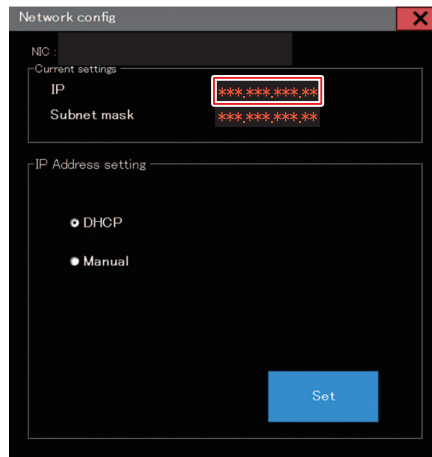 Network config
NIC :
Current settings
IP ***.***.***.**
Subnet mask ***.***.***.**
IP Address setting
DHCP
Manual
Set